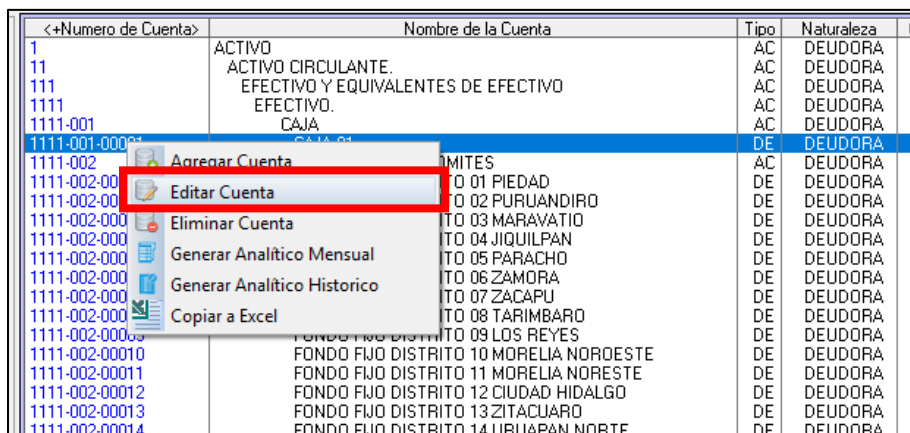 <+Numero de Cuenta> Nombre de la Cuenta Tipo Naturaleza
1 ACTIVO AC DEUDORA
11 ACTIVO CIRCULANTE. AC DEUDORA
111 EFECTIVO Y EQUIVALENTES DE EFECTIVO AC DEUDORA
1111 EFECTIVO. AC DEUDORA
1111-001 CAJA AC DEUDORA
1111-001-00001 CAJA 01 DE DEUDORA
1111-002 OMITES AC DEUDORA
1111-002-00 TO 01 PIEDAD DE DEUDORA
1111-002-00 TO 02 PURUANDIRO DE DEUDORA
1111-002-000 TO 03 MARAVATIO DE DEUDORA
1111-002-000 TO 04 JIQUILPAN DE DEUDORA
1111-002-000 TO 05 PARACHO DE DEUDORA
1111-002-000 TO 06 ZAMORA DE DEUDORA
1111-002-000 TO 07 ZACAPU DE DEUDORA
1111-002-000 TO 08 TARIMBARO DE DEUDORA
1111-002-00009 FONDO FIJO DISTRITO 09 LOS REYES DE DEUDORA
1111-002-00010 FONDO FIJO DISTRITO 10 MORELIA NOROESTE DE DEUDORA
1111-002-00011 FONDO FIJO DISTRITO 11 MORELIA NORESTE DE DEUDORA
1111-002-00012 FONDO FIJO DISTRITO 12 CIUDAD HIDALGO DE DEUDORA
1111-002-00013 FONDO FIJO DISTRITO 13 ZITACUARO DE DEUDORA
1111-002-00014 FONDO FIJO DISTRITO 14 URUAPAN NORTE DE DEUDORA
Agregar Cuenta
Editar Cuenta
Eliminar Cuenta
Generar Analítico Mensual
Generar Analítico Historico
Copiar a Excel